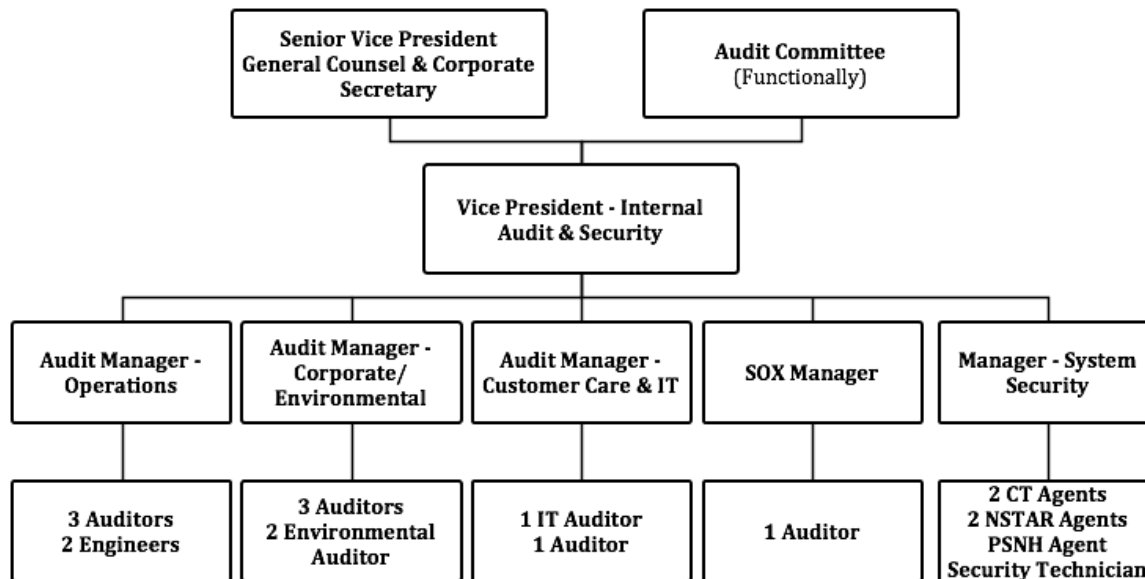 Senior Vice President
General Counsel & Corporate
Secretary
Audit Committee
(Functionally)
Vice President - Internal
Audit & Security
Audit Manager -
Operations
Audit Manager -
Corporate/
Environmental
Audit Manager -
Customer Care & IT
SOX Manager
Manager - System
Security
3 Auditors
2 Engineers
3 Auditors
2 Environmental
Auditor
1 IT Auditor
1 Auditor
1 Auditor
2 CT Agents
2 NSTAR Agents
PSNH Agent
Security Technician